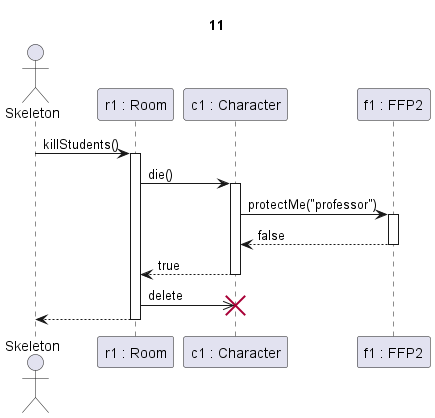 11
Skeleton
r1 : Room
c1 : Character
f1 : FFP2
killStudents()
die()
protectMe("professor")
false
true
delete
Skeleton
r1 : Room
c1 : Character
f1 : FFP2